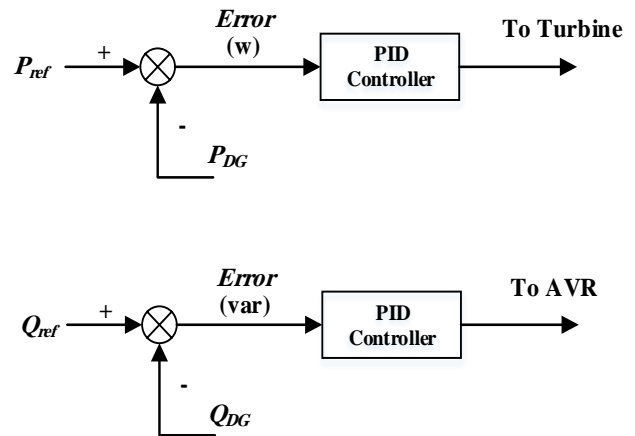 Error
(w)
To Turbine
P_ref
+
PID
Controller
-
P_DG
Error
(var)
To AVR
Q_ref
+
PID
Controller
-
Q_DG